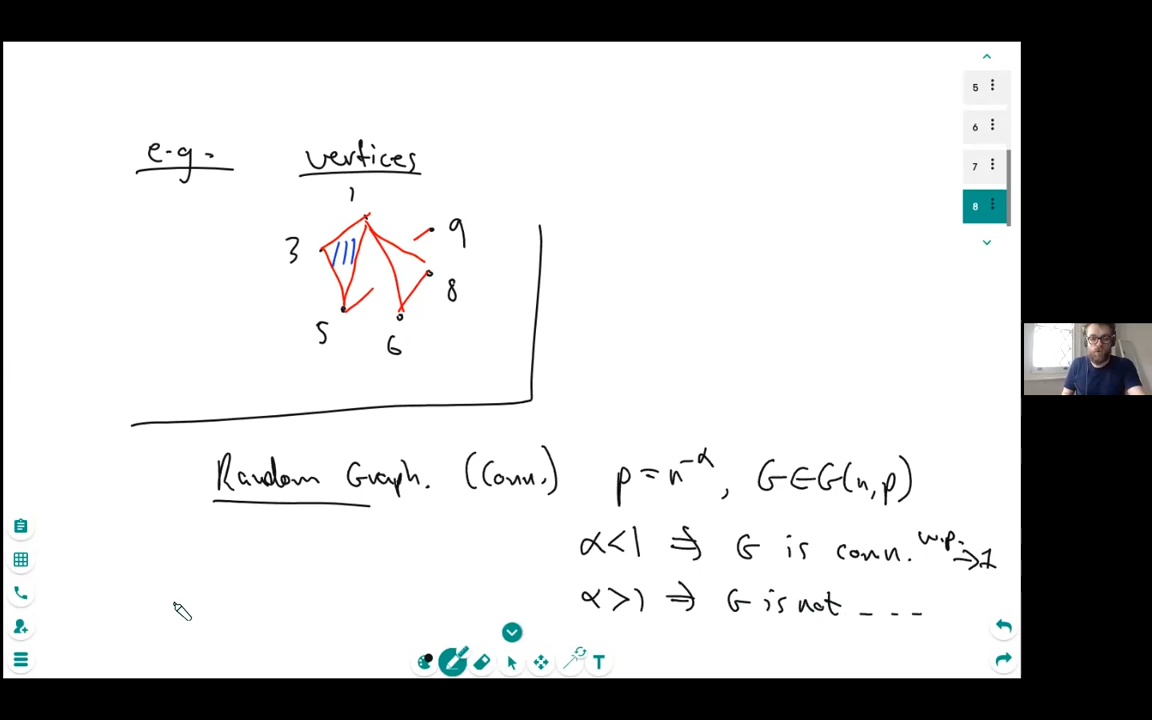 e.g. vertices
1
3
9
8
5
6
Random Graph. (Conn.) p = n^-α, G∈G(n,p)
α<1 ⇒ G is conn. w.p. →1
α>1 ⇒ G is not - - -
5
6
7
8
T